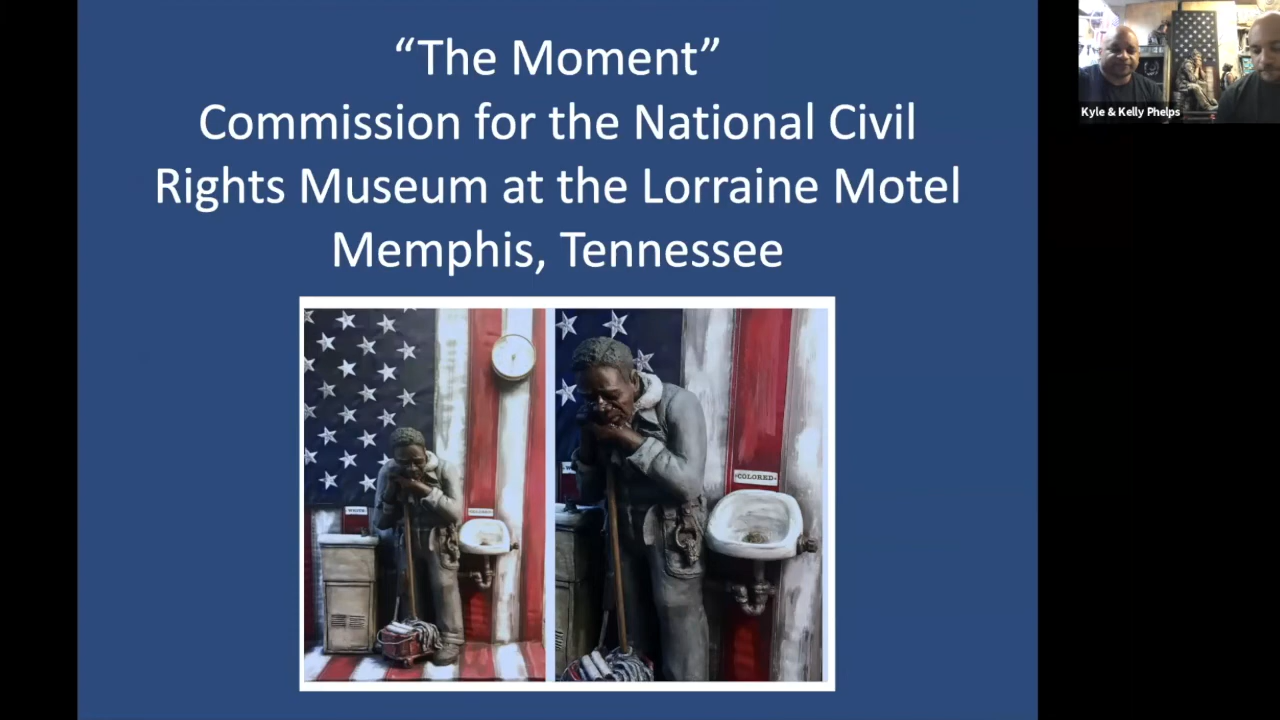 “The Moment”
Commission for the National Civil
Rights Museum at the Lorraine Motel
Memphis, Tennessee
Kyle & Kelly Phelps
WHITE
COLORED
COLORED